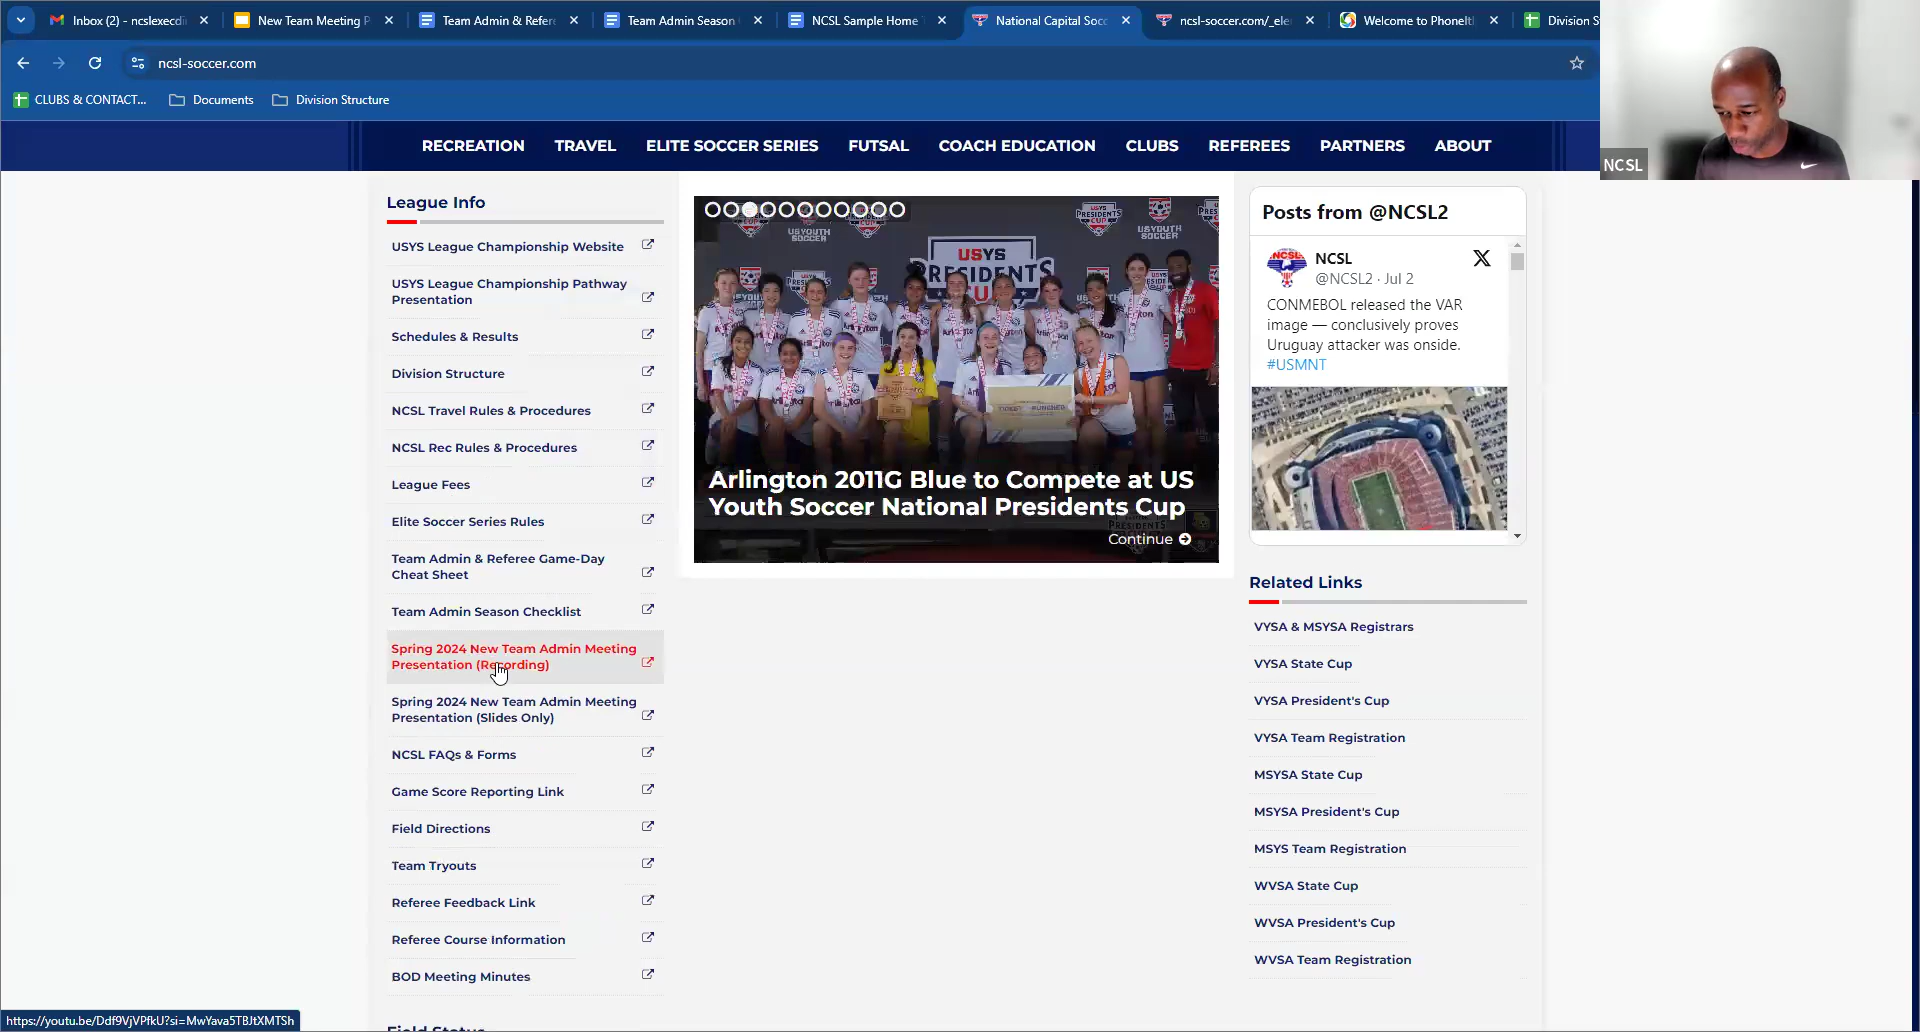 Inbox (2) - ncslexecdi
New Team Meeting P
Team Admin & Refer
Team Admin Season
NCSL Sample Home
National Capital Socc
ncsl-soccer.com/_ele
Welcome to PhoneIt
Division S
ncsl-soccer.com
CLUBS & CONTACT...
Documents
Division Structure
NCSL
RECREATION
TRAVEL
ELITE SOCCER SERIES
FUTSAL
COACH EDUCATION
CLUBS
REFEREES
PARTNERS
ABOUT
League Info
USYS League Championship Website
USYS League Championship Pathway
Presentation
Schedules & Results
Division Structure
NCSL Travel Rules & Procedures
NCSL Rec Rules & Procedures
League Fees
Elite Soccer Series Rules
Team Admin & Referee Game-Day
Cheat Sheet
Team Admin Season Checklist
Spring 2024 New Team Admin Meeting
Presentation (Recording)
Spring 2024 New Team Admin Meeting
Presentation (Slides Only)
NCSL FAQs & Forms
Game Score Reporting Link
Field Directions
Team Tryouts
Referee Feedback Link
Referee Course Information
BOD Meeting Minutes
Field Status
USYS
PRESIDENTS
CUP
US YOUTH
SOCCER
Arlington 2011G Blue to Compete at US
Youth Soccer National Presidents Cup
Continue
Posts from @NCSL2
NCSL
@NCSL2 · Jul 2
CONMEBOL released the VAR
image — conclusively proves
Uruguay attacker was onside.
#USMNT
Related Links
VYSA & MSYSA Registrars
VYSA State Cup
VYSA President's Cup
VYSA Team Registration
MSYSA State Cup
MSYSA President's Cup
MSYS Team Registration
WVSA State Cup
WVSA President's Cup
WVSA Team Registration
https://youtu.be/Ddf9VjVPfkU?si=MwYava5TBJtXMTSh